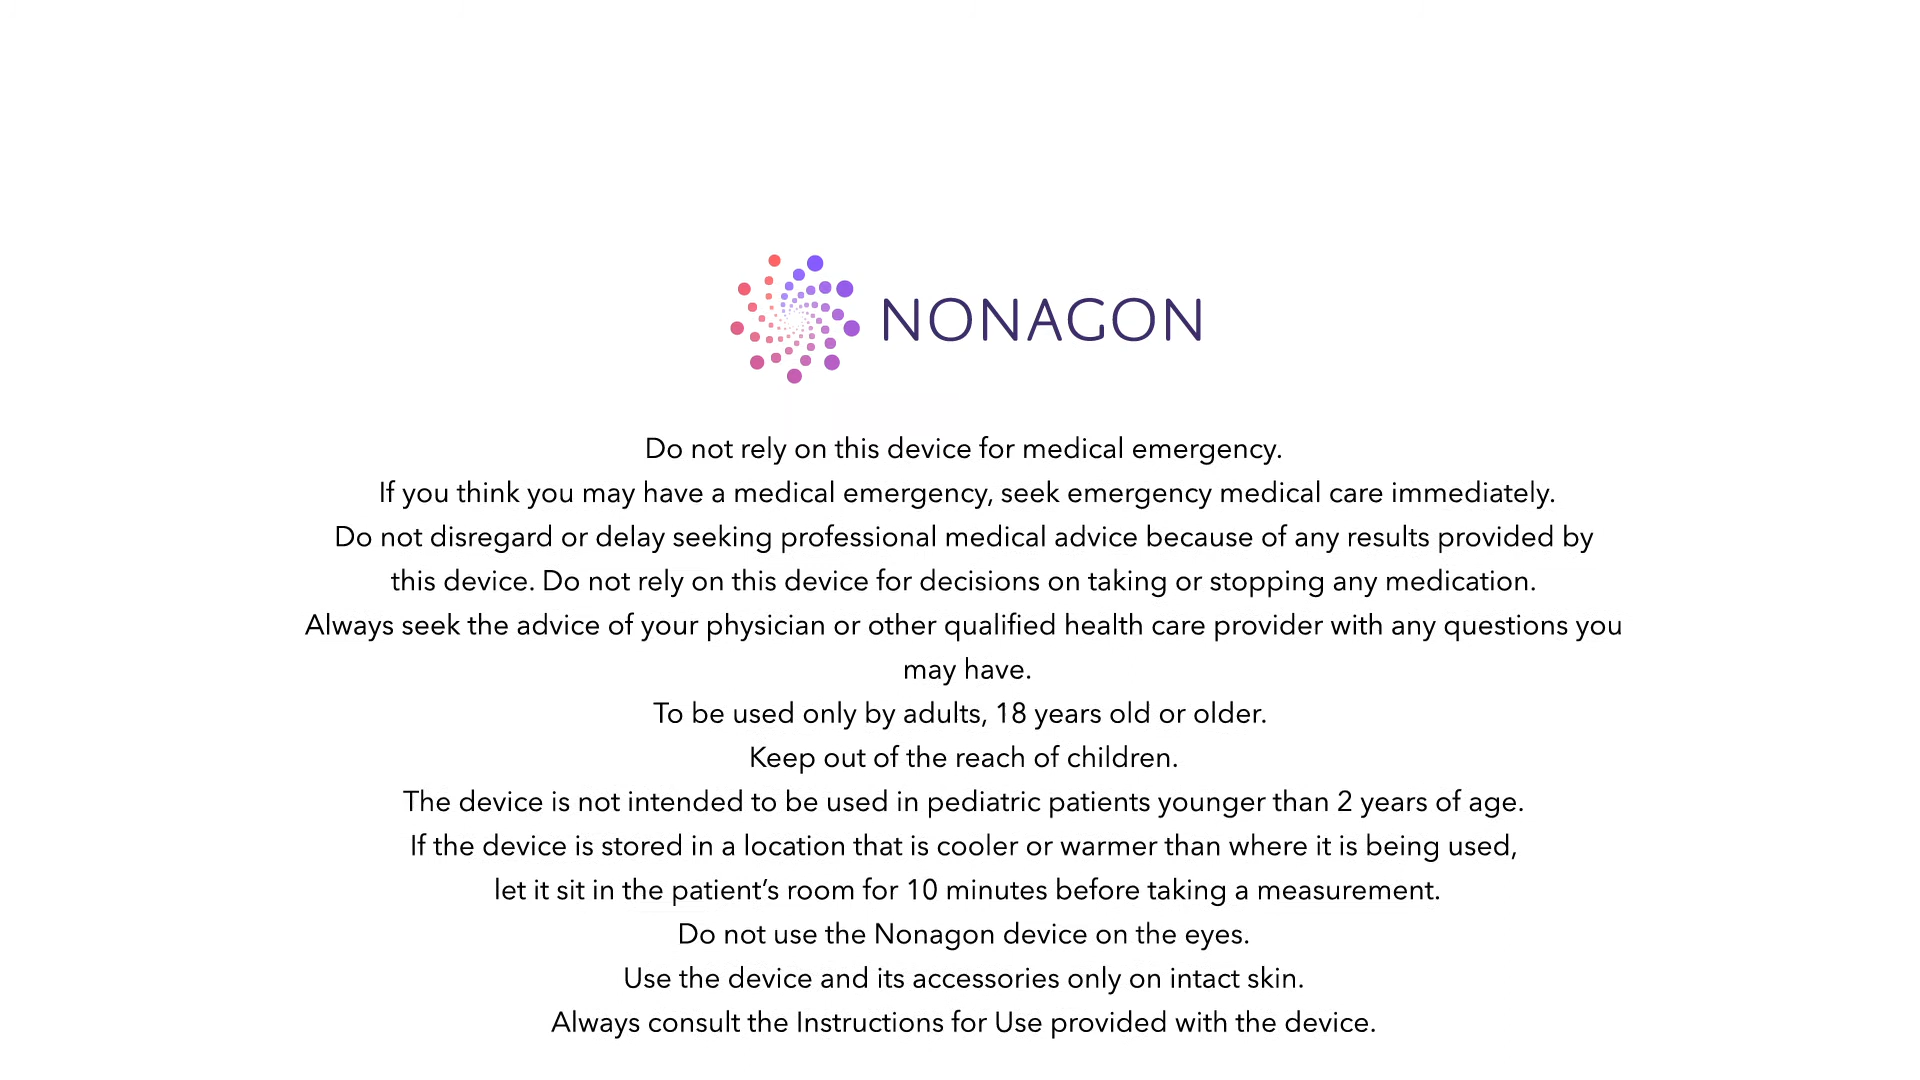 NONAGON
Do not rely on this device for medical emergency.
If you think you may have a medical emergency, seek emergency medical care immediately.
Do not disregard or delay seeking professional medical advice because of any results provided by
this device. Do not rely on this device for decisions on taking or stopping any medication.
Always seek the advice of your physician or other qualified health care provider with any questions you
may have.
To be used only by adults, 18 years old or older.
Keep out of the reach of children.
The device is not intended to be used in pediatric patients younger than 2 years of age.
If the device is stored in a location that is cooler or warmer than where it is being used,
let it sit in the patient’s room for 10 minutes before taking a measurement.
Do not use the Nonagon device on the eyes.
Use the device and its accessories only on intact skin.
Always consult the Instructions for Use provided with the device.